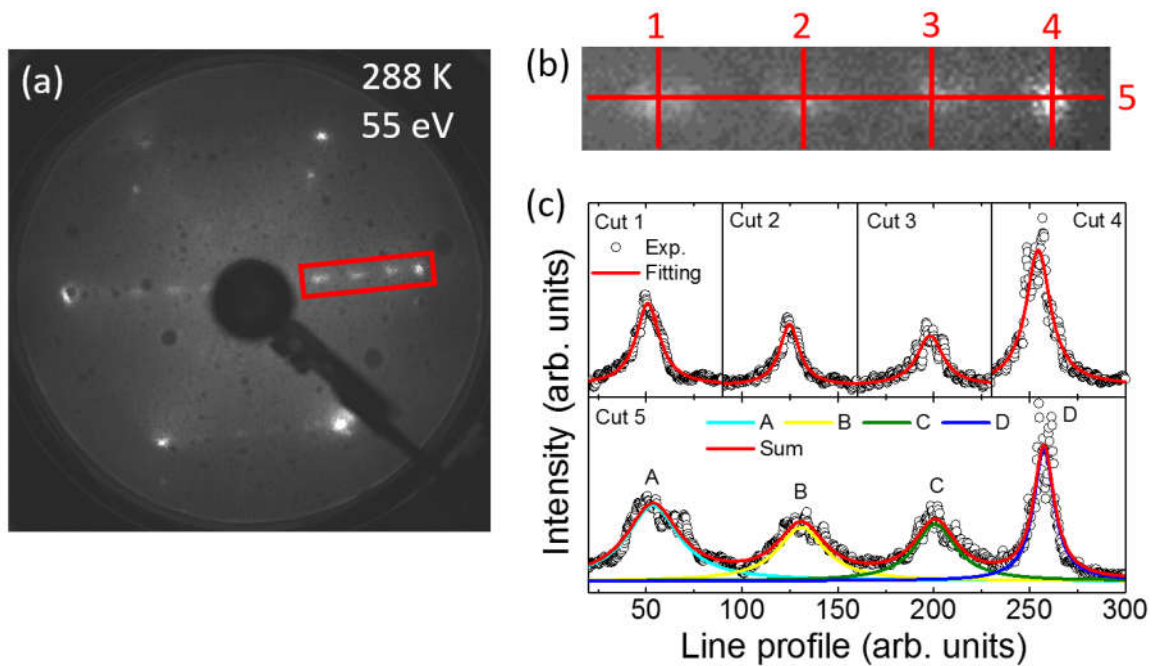 (a)
288 K
55 eV
(b)
1 2 3 4
5
(c)
Cut 1 Cut 2 Cut 3 Cut 4
Exp.
Fitting
Cut 5 A B C D
Sum
A B C D
Intensity (arb. units)
50 100 150 200 250 300
Line profile (arb. units)